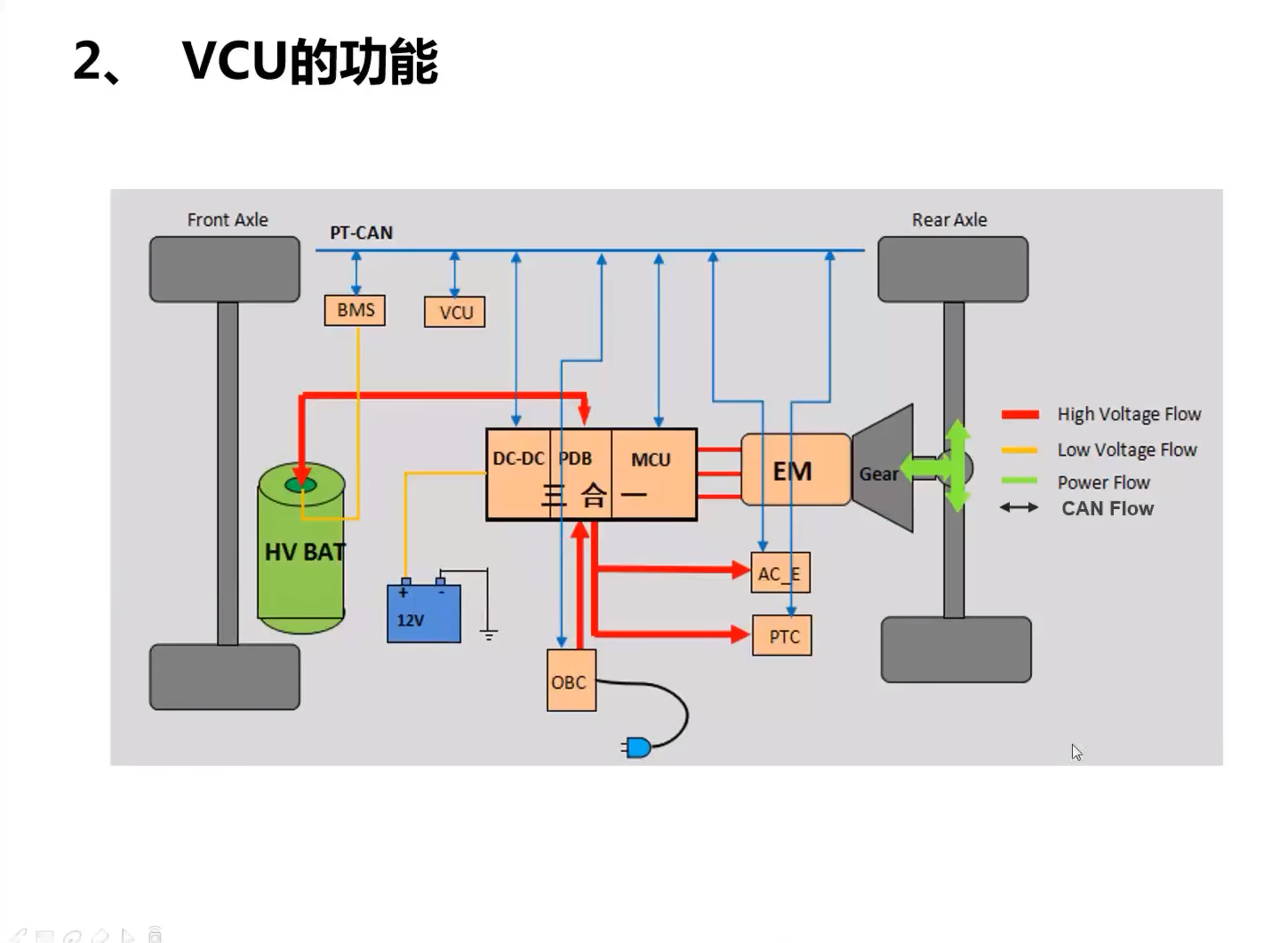 2、 VCU的功能
Front Axle
Rear Axle
PT-CAN
BMS
VCU
High Voltage Flow
Low Voltage Flow
Power Flow
CAN Flow
DC-DC
PDB
MCU
三合一
EM
Gear
HV BAT
+ -
12V
AC_E
PTC
OBC